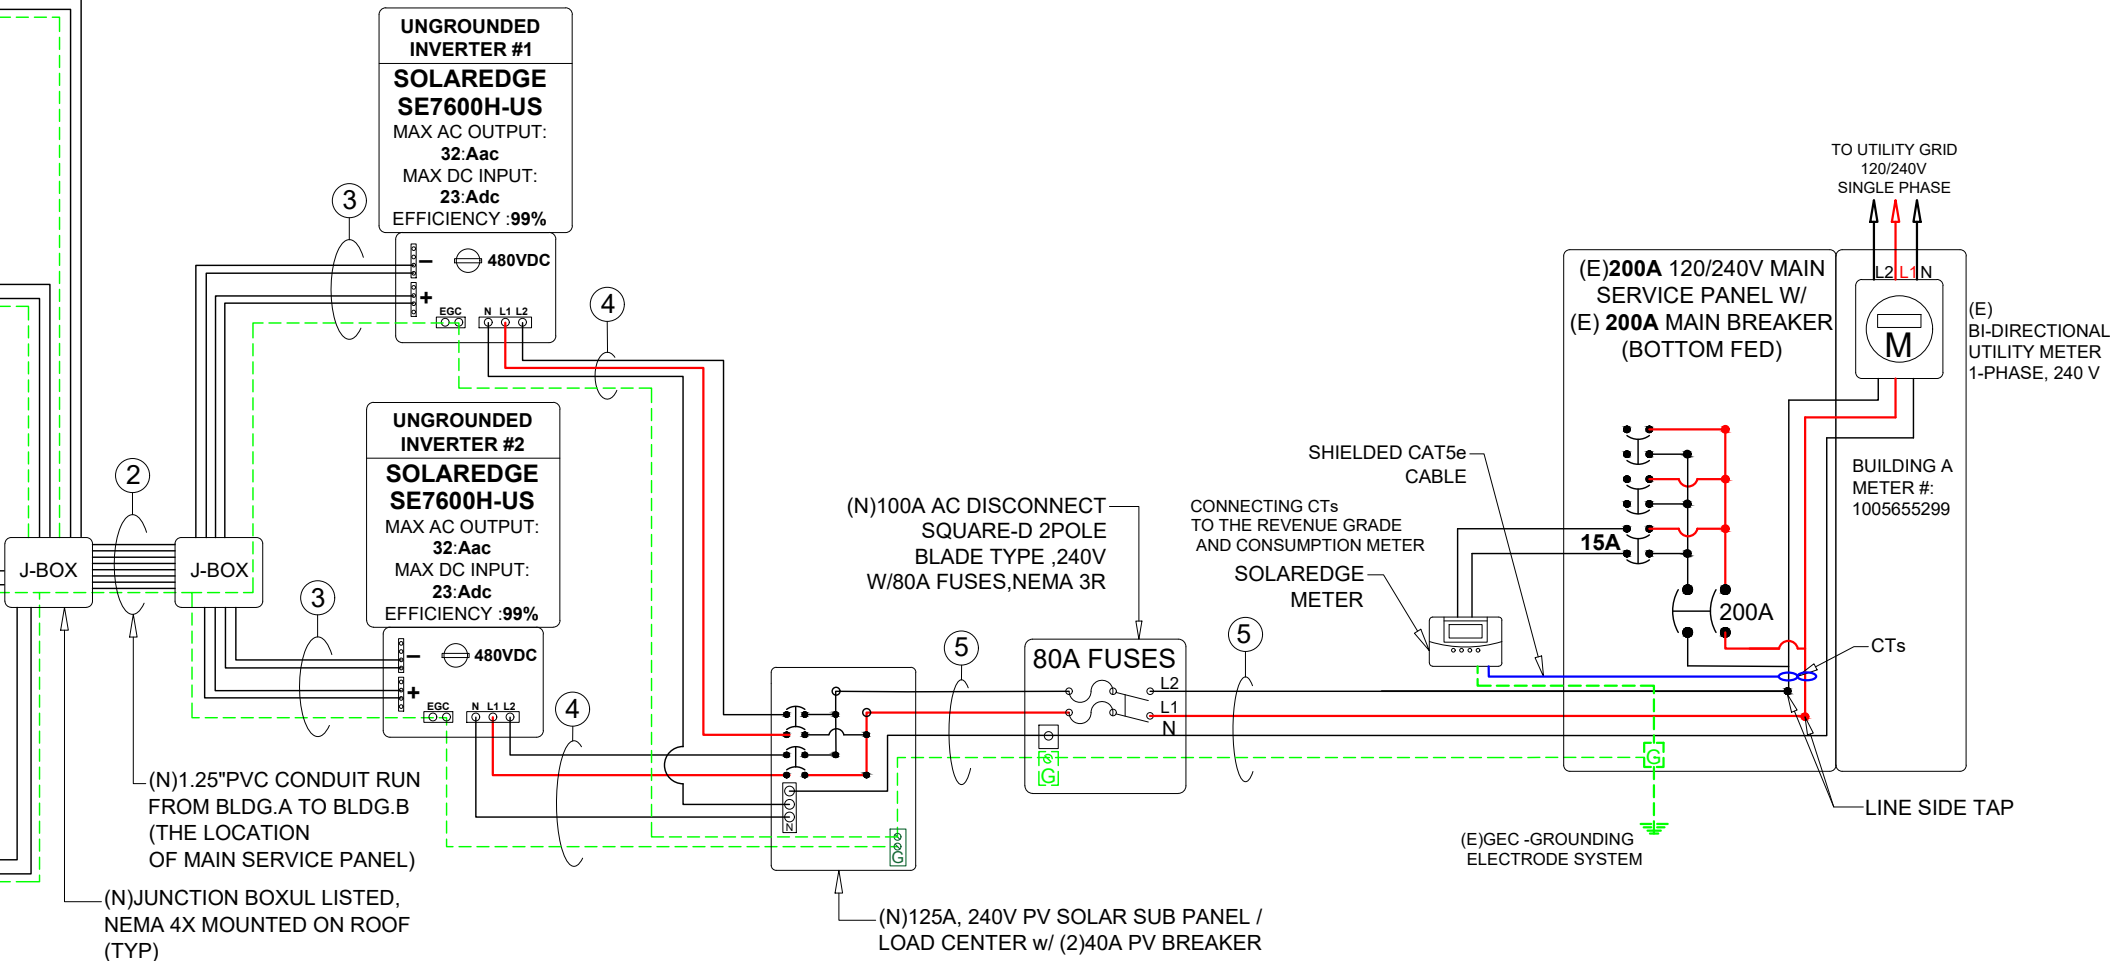 UNGROUNDED
INVERTER #1
SOLAREDGE
SE7600H-US
MAX AC OUTPUT:
32:Aac
MAX DC INPUT:
23:Adc
EFFICIENCY :99%
480VDC
EGC
N L1 L2
3
4
UNGROUNDED
INVERTER #2
SOLAREDGE
SE7600H-US
MAX AC OUTPUT:
32:Aac
MAX DC INPUT:
23:Adc
EFFICIENCY :99%
480VDC
EGC
N L1 L2
2
3
4
J-BOX
J-BOX
(N)1.25"PVC CONDUIT RUN
FROM BLDG.A TO BLDG.B
(THE LOCATION
OF MAIN SERVICE PANEL)
(N)JUNCTION BOXUL LISTED,
NEMA 4X MOUNTED ON ROOF
(TYP)
N
G
(N)125A, 240V PV SOLAR SUB PANEL /
LOAD CENTER w/ (2)40A PV BREAKER
5
(N)100A AC DISCONNECT
SQUARE-D 2POLE
BLADE TYPE ,240V
W/80A FUSES,NEMA 3R
80A FUSES
L2
L1
N
G
5
SHIELDED CAT5e
CABLE
CONNECTING CTs
TO THE REVENUE GRADE
AND CONSUMPTION METER
SOLAREDGE
METER
(E)200A 120/240V MAIN
SERVICE PANEL W/
(E) 200A MAIN BREAKER
(BOTTOM FED)
15A
200A
G
(E)GEC -GROUNDING
ELECTRODE SYSTEM
TO UTILITY GRID
120/240V
SINGLE PHASE
L2 L1 N
M
(E)
BI-DIRECTIONAL
UTILITY METER
1-PHASE, 240 V
BUILDING A
METER #:
1005655299
CTs
LINE SIDE TAP